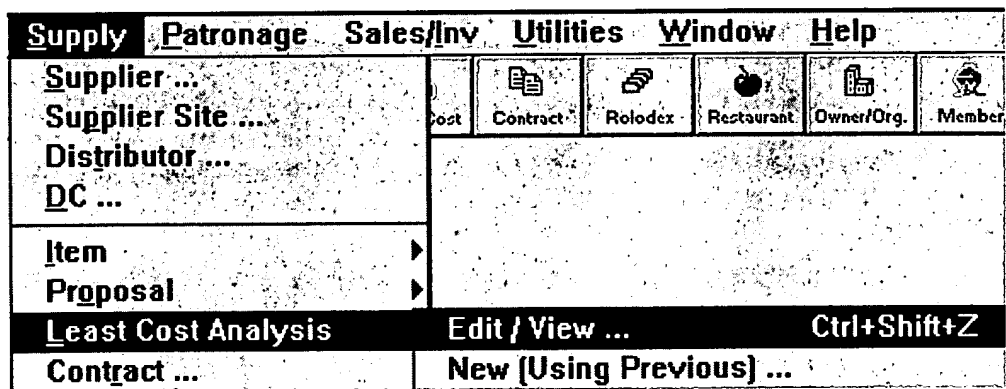 Supply Patronage Sales/Inv Utilities Window Help
Supplier ...
Supplier Site ...
Distributor ...
DC ...
Cost Contract Rolodex Restaurant Owner/Org. Member
Item
Proposal
Least Cost Analysis Edit / View ... Ctrl+Shift+Z
Contract ... New (Using Previous) ...